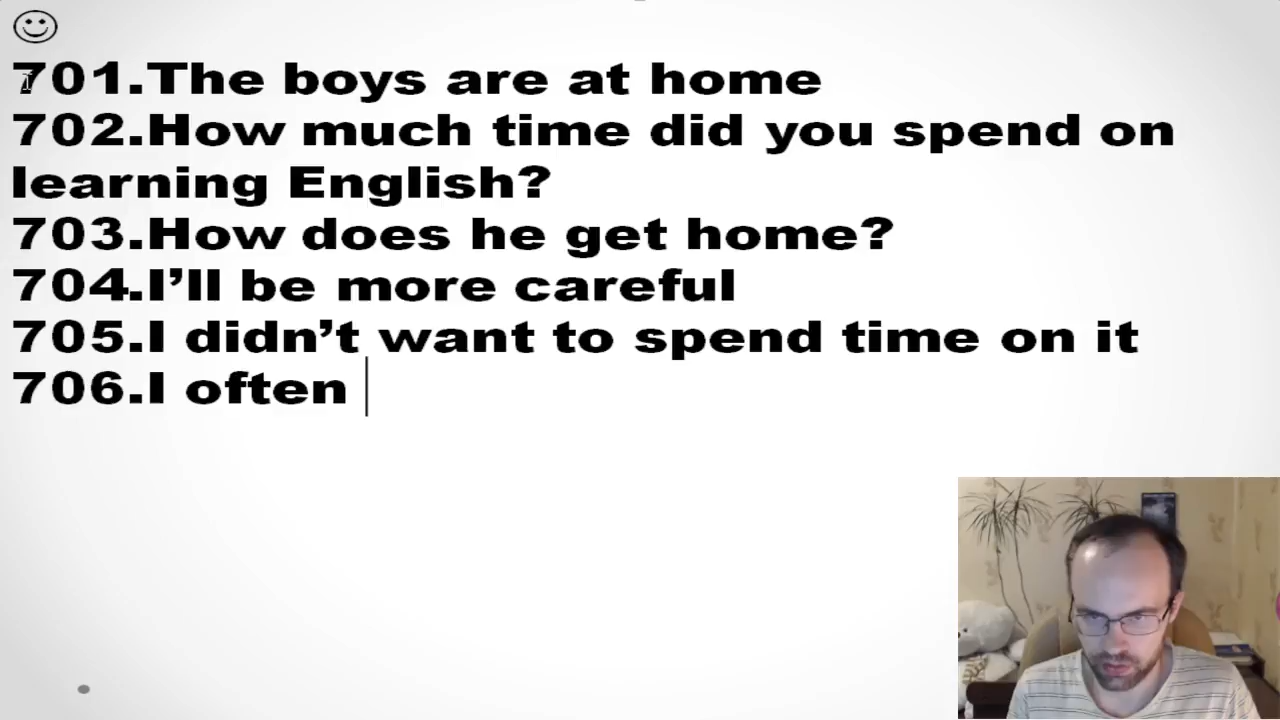 701.The boys are at home
702.How much time did you spend on
learning English?
703.How does he get home?
704.I’ll be more careful
705.I didn’t want to spend time on it
706.I often